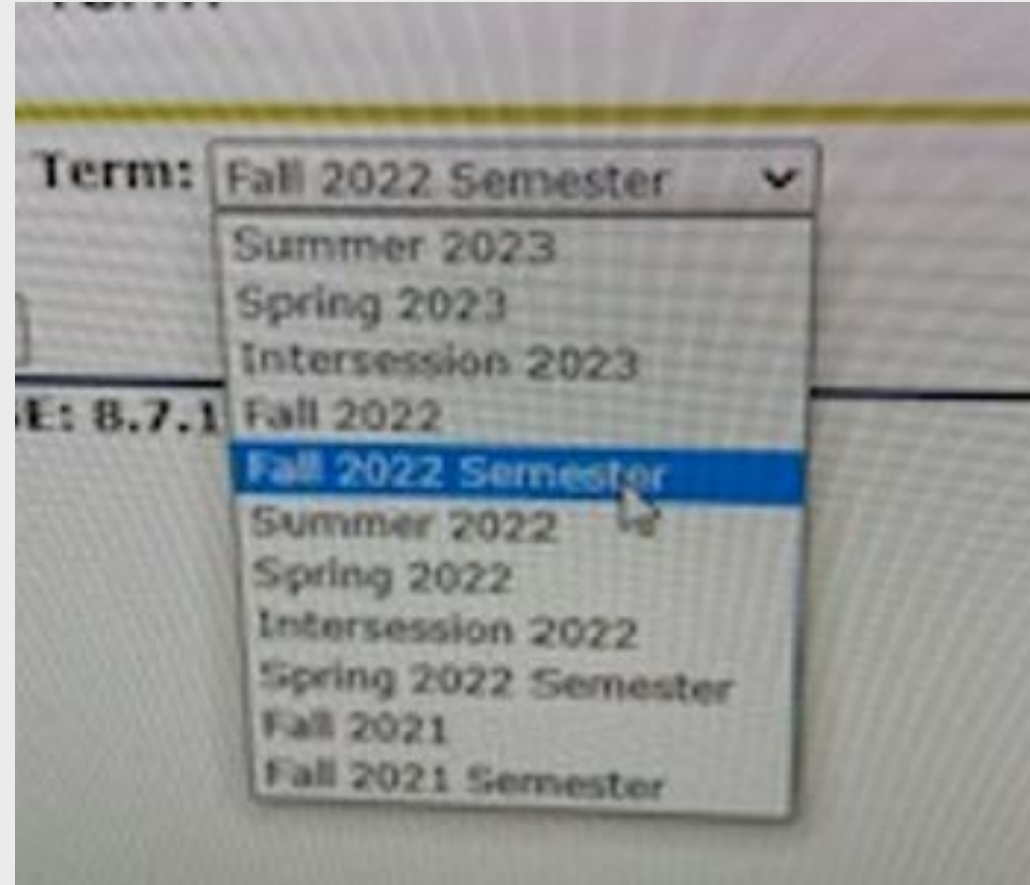 Term: Fall 2022 Semester
Summer 2023
Spring 2023
Intersession 2023
E: 8.7.1 Fall 2022
Fall 2022 Semester
Summer 2022
Spring 2022
Intersession 2022
Spring 2022 Semester
Fall 2021
Fall 2021 Semester